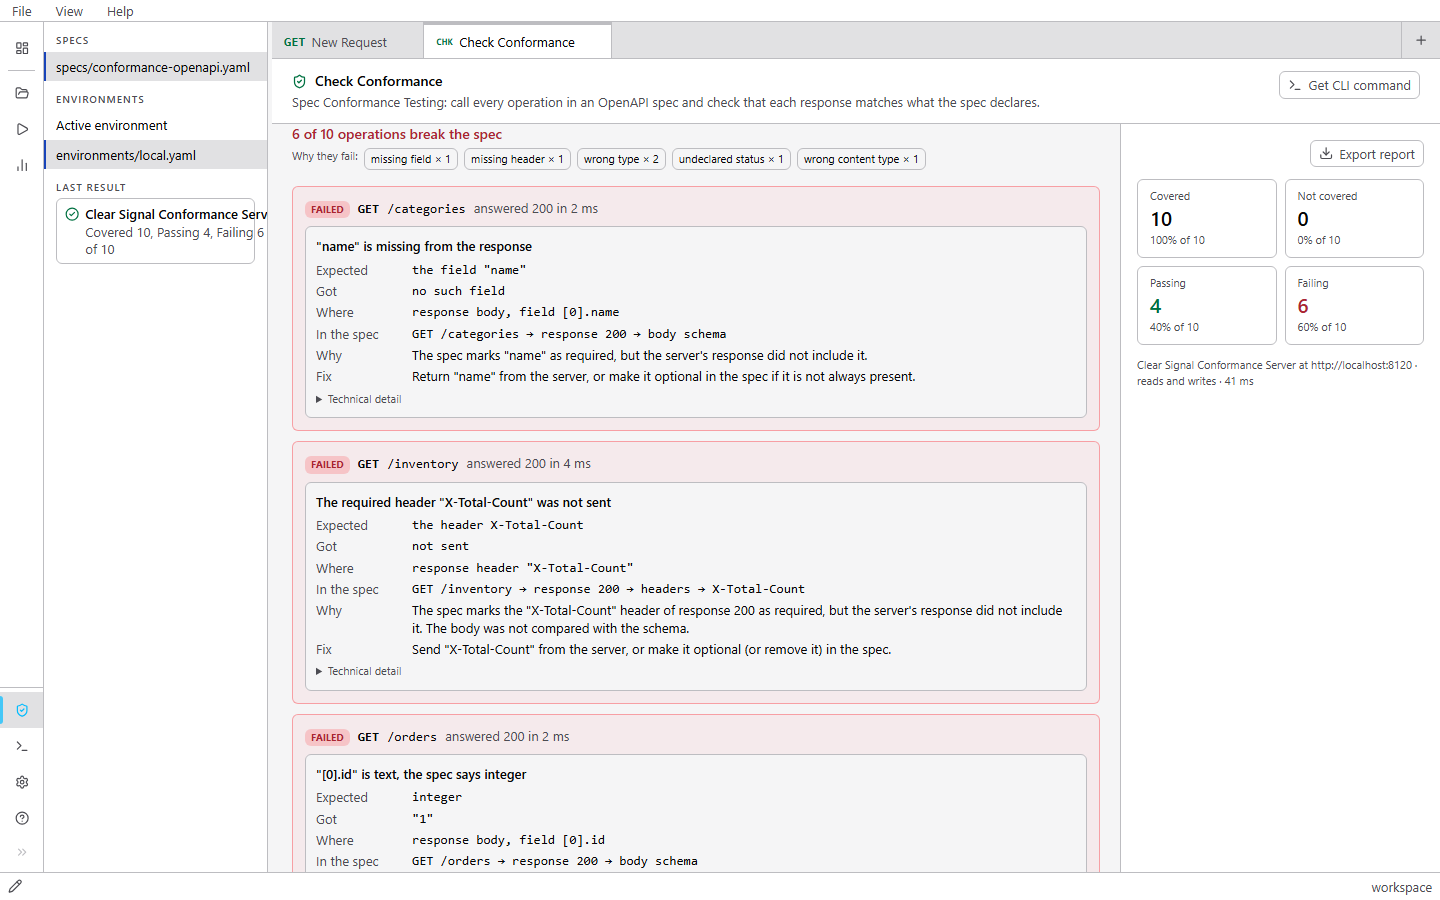 File View Help
SPECS
specs/conformance-openapi.yaml
ENVIRONMENTS
Active environment
environments/local.yaml
LAST RESULT
Clear Signal Conformance Serv
Covered 10, Passing 4, Failing 6
of 10
GET New Request
CHK Check Conformance
Check Conformance
Spec Conformance Testing: call every operation in an OpenAPI spec and check that each response matches what the spec declares.
Get CLI command
6 of 10 operations break the spec
Why they fail: missing field × 1 missing header × 1 wrong type × 2 undeclared status × 1 wrong content type × 1
FAILED GET /categories answered 200 in 2 ms
"name" is missing from the response
Expected the field "name"
Got no such field
Where response body, field [0].name
In the spec GET /categories → response 200 → body schema
Why The spec marks "name" as required, but the server's response did not include it.
Fix Return "name" from the server, or make it optional in the spec if it is not always present.
Technical detail
FAILED GET /inventory answered 200 in 4 ms
The required header "X-Total-Count" was not sent
Expected the header X-Total-Count
Got not sent
Where response header "X-Total-Count"
In the spec GET /inventory → response 200 → headers → X-Total-Count
Why The spec marks the "X-Total-Count" header of response 200 as required, but the server's response did not include
it. The body was not compared with the schema.
Fix Send "X-Total-Count" from the server, or make it optional (or remove it) in the spec.
Technical detail
FAILED GET /orders answered 200 in 2 ms
"[0].id" is text, the spec says integer
Expected integer
Got "1"
Where response body, field [0].id
In the spec GET /orders → response 200 → body schema
Export report
Covered
10
100% of 10
Not covered
0
0% of 10
Passing
4
40% of 10
Failing
6
60% of 10
Clear Signal Conformance Server at http://localhost:8120 ·
reads and writes · 41 ms
workspace